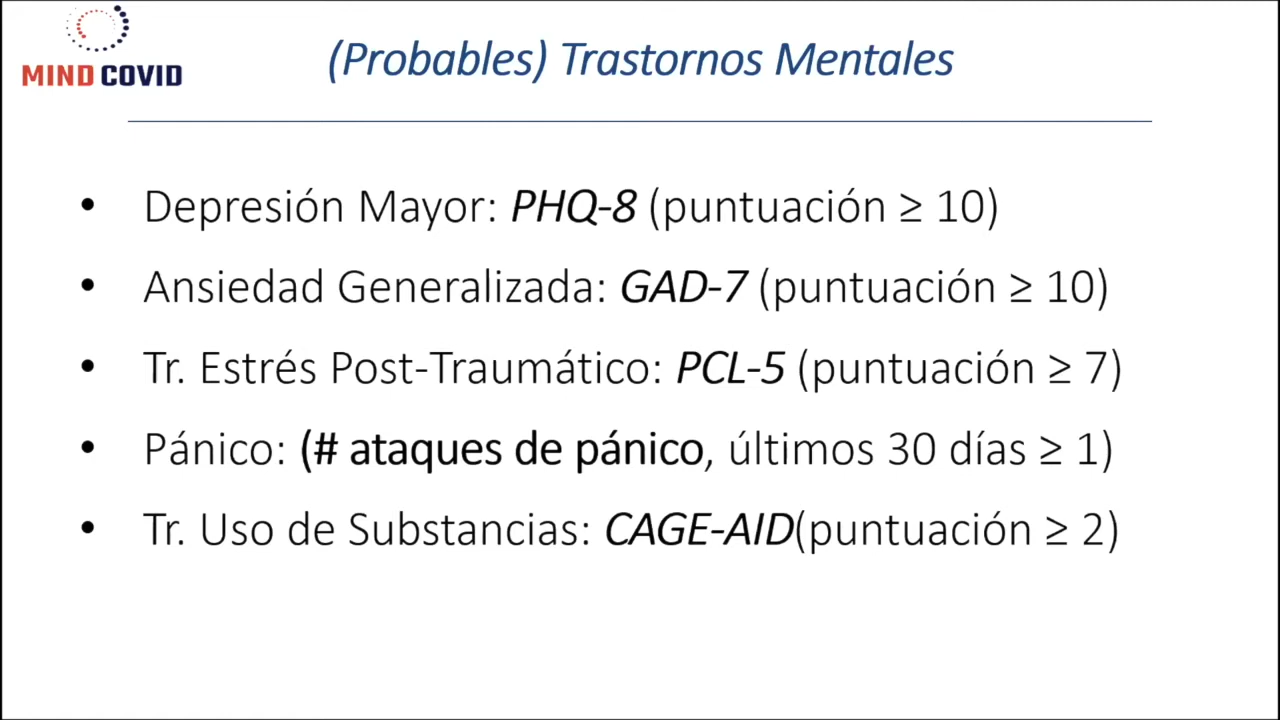 MIND COVID
(Probables) Trastornos Mentales
• Depresión Mayor: PHQ-8 (puntuación ≥ 10)
• Ansiedad Generalizada: GAD-7 (puntuación ≥ 10)
• Tr. Estrés Post-Traumático: PCL-5 (puntuación ≥ 7)
• Pánico: (# ataques de pánico, últimos 30 días ≥ 1)
• Tr. Uso de Substancias: CAGE-AID(puntuación ≥ 2)